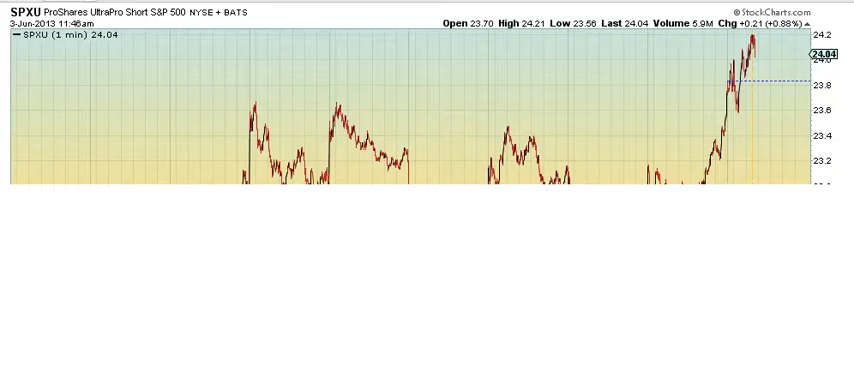 SPXU ProShares UltraPro Short S&P 500 NYSE + BATS
© StockCharts.com
3-Jun-2013 11:46am
Open 23.70 High 24.21 Low 23.56 Last 24.04 Volume 5.9M Chg +0.21 (+0.88%)
SPXU (1 min) 24.04
24.2
24.04
23.8
23.6
23.4
23.2